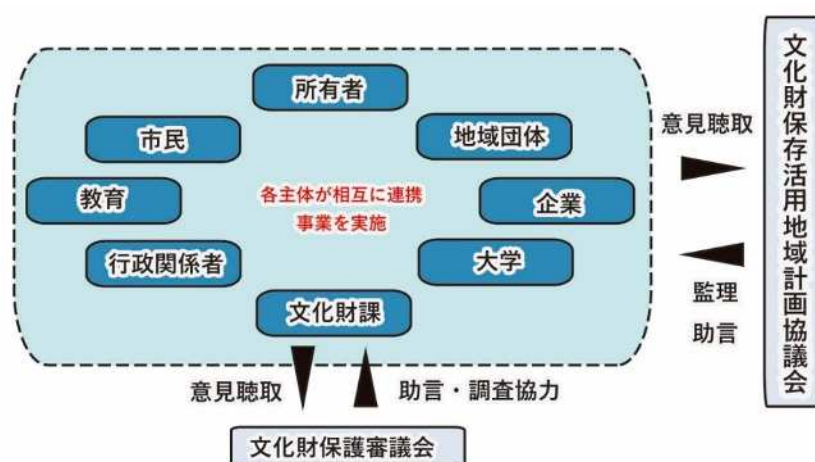 所有者
市民
地域団体
教育
各主体が相互に連携
事業を実施
企業
行政関係者
大学
文化財課
意見聴取
監理
助言
文化財保存活用地域計画協議会
意見聴取
助言・調査協力
文化財保護審議会